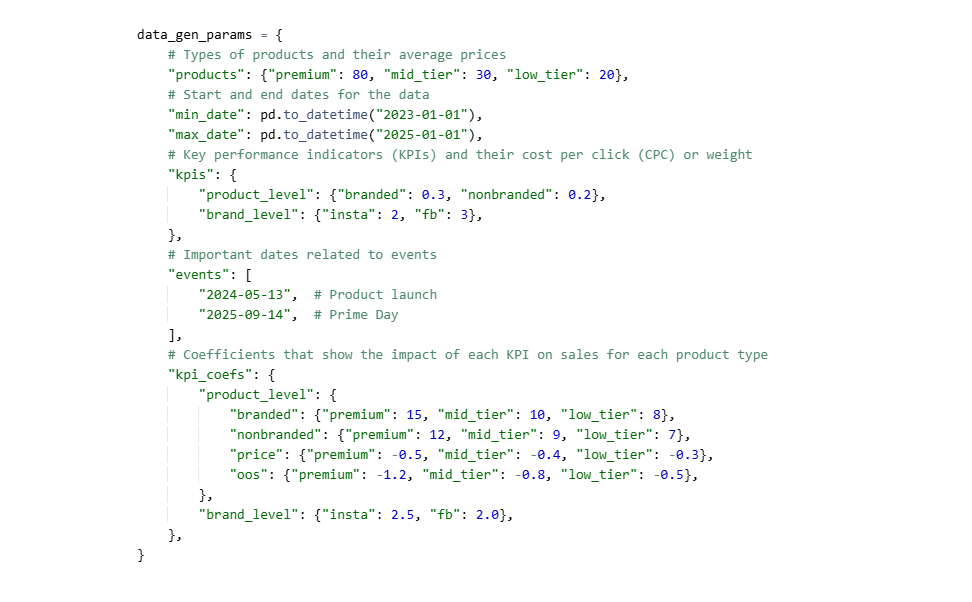 data_gen_params = {
    # Types of products and their average prices
    "products": {"premium": 80, "mid_tier": 30, "low_tier": 20},
    # Start and end dates for the data
    "min_date": pd.to_datetime("2023-01-01"),
    "max_date": pd.to_datetime("2025-01-01"),
    # Key performance indicators (KPIs) and their cost per click (CPC) or weight
    "kpis": {
        "product_level": {"branded": 0.3, "nonbranded": 0.2},
        "brand_level": {"insta": 2, "fb": 3},
    },
    # Important dates related to events
    "events": [
        "2024-05-13",  # Product launch
        "2025-09-14",  # Prime Day
    ],
    # Coefficients that show the impact of each KPI on sales for each product type
    "kpi_coefs": {
        "product_level": {
            "branded": {"premium": 15, "mid_tier": 10, "low_tier": 8},
            "nonbranded": {"premium": 12, "mid_tier": 9, "low_tier": 7},
            "price": {"premium": -0.5, "mid_tier": -0.4, "low_tier": -0.3},
            "oos": {"premium": -1.2, "mid_tier": -0.8, "low_tier": -0.5},
        },
        "brand_level": {"insta": 2.5, "fb": 2.0},
    },
}